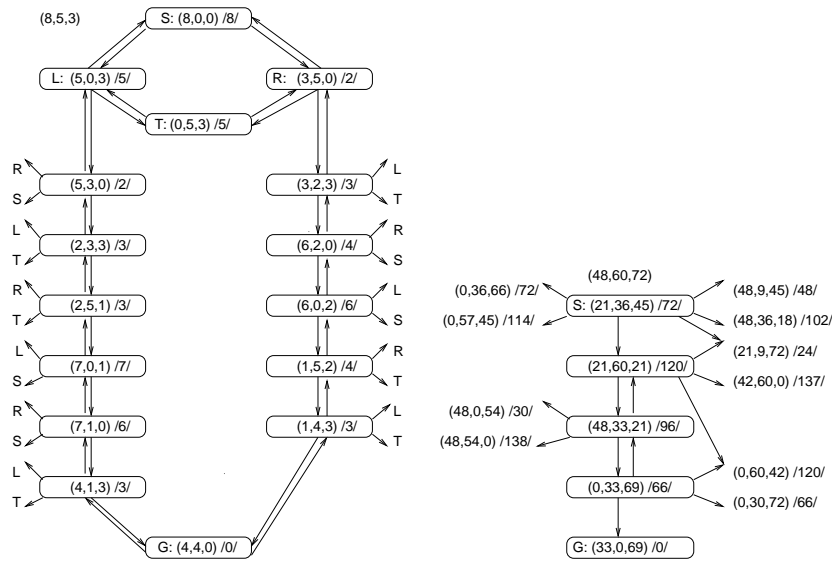 (8,5,3)
S: (8,0,0) /8/
L: (5,0,3) /5/
R: (3,5,0) /2/
T: (0,5,3) /5/
R
S
(5,3,0) /2/
L
T
(2,3,3) /3/
R
T
(2,5,1) /3/
L
S
(7,0,1) /7/
R
S
(7,1,0) /6/
L
T
(4,1,3) /3/
(3,2,3) /3/
L
T
(6,2,0) /4/
R
S
(6,0,2) /6/
L
S
(1,5,2) /4/
R
T
(1,4,3) /3/
L
T
G: (4,4,0) /0/
(48,60,72)
(0,36,66) /72/
(0,57,45) /114/
S: (21,36,45) /72/
(48,9,45) /48/
(48,36,18) /102/
(21,9,72) /24/
(21,60,21) /120/
(42,60,0) /137/
(48,0,54) /30/
(48,54,0) /138/
(48,33,21) /96/
(0,60,42) /120/
(0,33,69) /66/
(0,30,72) /66/
G: (33,0,69) /0/